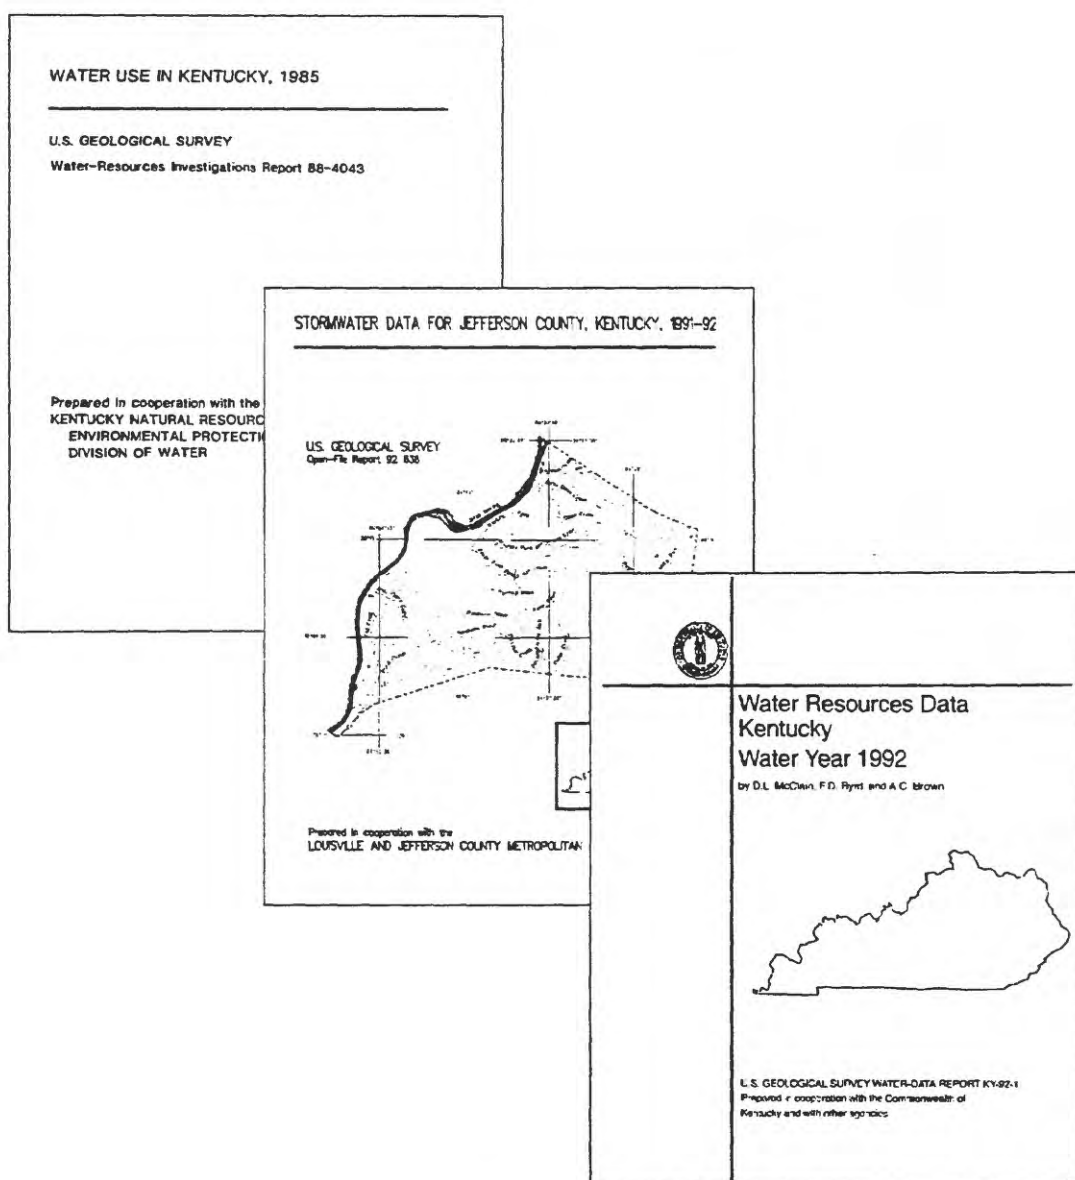 WATER USE IN KENTUCKY, 1985
U.S. GEOLOGICAL SURVEY
Water-Resources Investigations Report 88-4043
Prepared in cooperation with the
KENTUCKY NATURAL RESOURC
ENVIRONMENTAL PROTECTI
DIVISION OF WATER
STORMWATER DATA FOR JEFFERSON COUNTY, KENTUCKY, 1991-92
U.S. GEOLOGICAL SURVEY
Open-File Report 92 638
Prepared in cooperation with the
LOUISVILLE AND JEFFERSON COUNTY METROPOLITAN
Water Resources Data
Kentucky
Water Year 1992
by D.L. McClain, F.D. Byrd and A.C. Brown
U.S. GEOLOGICAL SURVEY WATER-DATA REPORT KY-92-1
Prepared in cooperation with the Commonwealth of
Kentucky and with other agencies